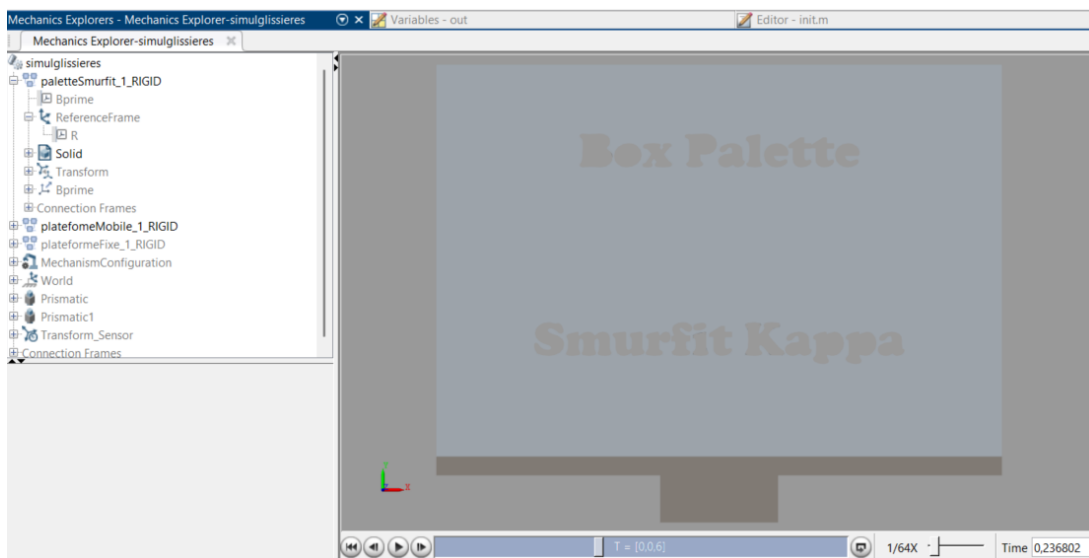 Mechanics Explorers - Mechanics Explorer-simulglissieres
Variables - out
Editor - init.m
Mechanics Explorer-simulglissieres
simulglissieres
paletteSmurfit_1_RIGID
Bprime
ReferenceFrame
R
Solid
Transform
Bprime
Connection Frames
platefomeMobile_1_RIGID
plateformeFixe_1_RIGID
MechanismConfiguration
World
Prismatic
Prismatic1
Transform_Sensor
Connection Frames
Box Palette
Smurfit Kappa
x
T = [0,0.6]
1/64X
Time 0,236802